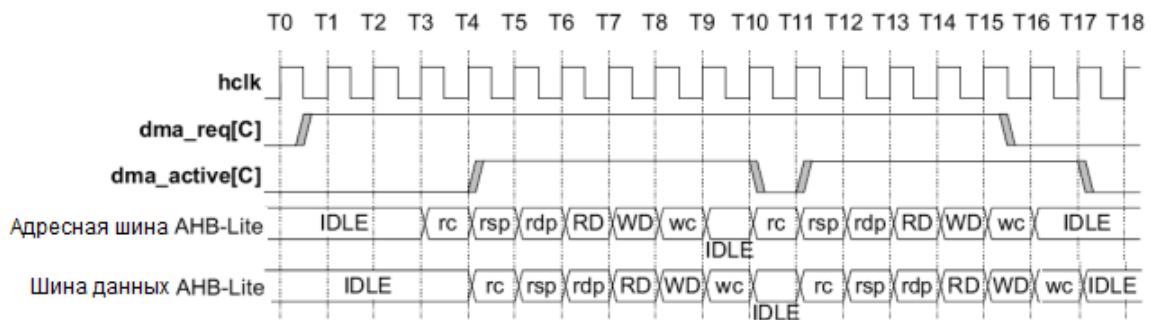 T0 T1 T2 T3 T4 T5 T6 T7 T8 T9 T10 T11 T12 T13 T14 T15 T16 T17 T18
hclk
dma_req[C]
dma_active[C]
Адресная шина AHB-Lite IDLE rc rsp rdp RD WD wc IDLE rc rsp rdp RD WD wc IDLE
Шина данных AHB-Lite IDLE rc rsp rdp RD WD wc IDLE rc rsp rdp RD WD wc IDLE